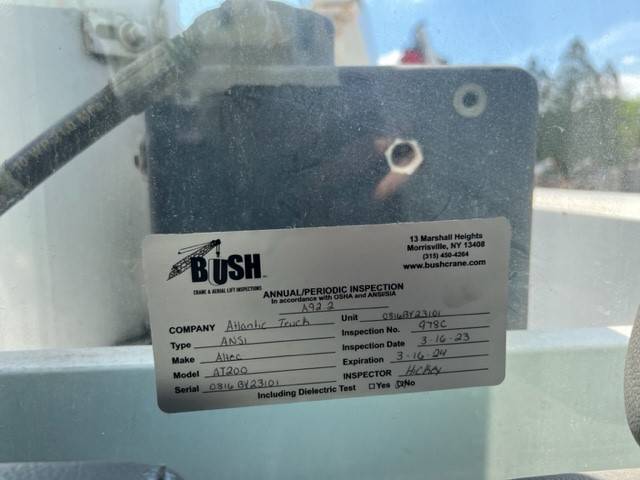 BUSH
CRANE & AERIAL LIFT INSPECTIONS
13 Marshall Heights
Morrisville, NY 13408
(315) 450-4264
www.bushcrane.com
ANNUAL/PERIODIC INSPECTION
In accordance with OSHA and ANSI/SIA
A92.2
COMPANY Atlantic Truck Unit 0816BY23101
Type ANSI Inspection No. 978C
Make Altec Inspection Date 3-16-23
Model AT200 Expiration 3-16-24
Serial 0816BY23101 INSPECTOR Hickey
Including Dielectric Test ☐Yes ☑No